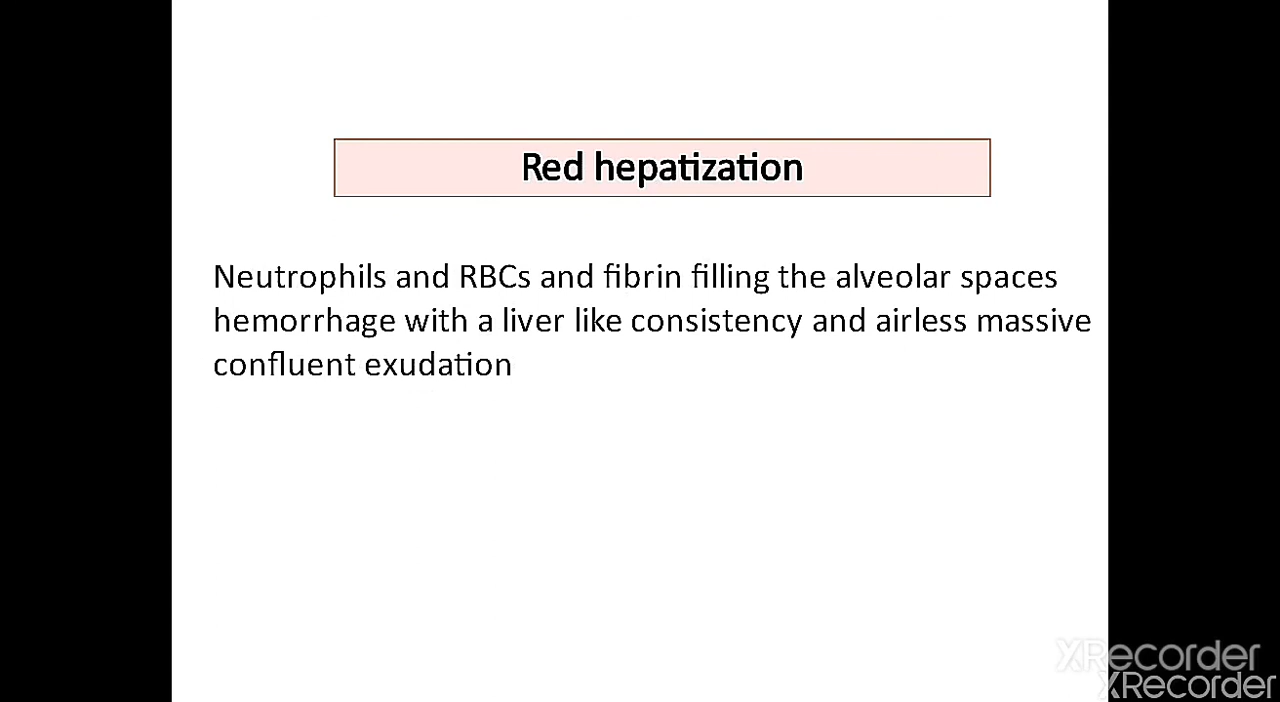 Red hepatization
Neutrophils and RBCs and fibrin filling the alveolar spaces
hemorrhage with a liver like consistency and airless massive
confluent exudation
XRecorder
XRecorder